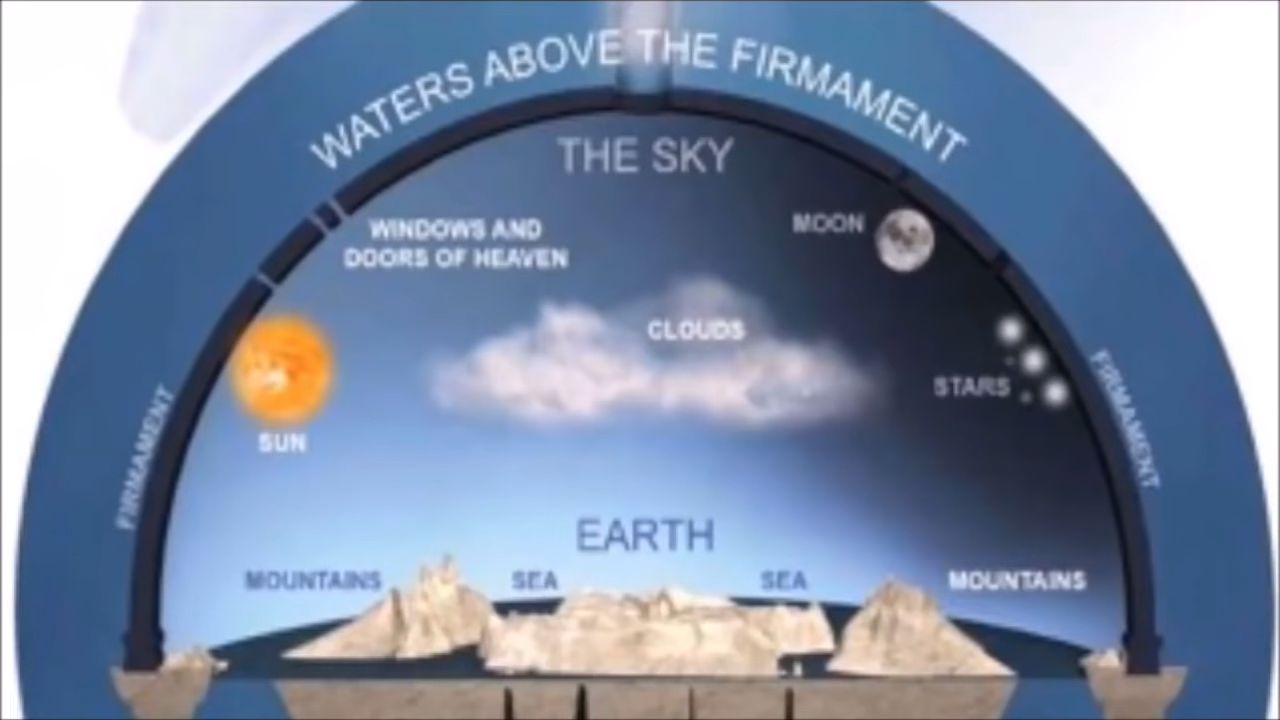 WATERS ABOVE THE FIRMAMENT
THE SKY
WINDOWS AND
DOORS OF HEAVEN
MOON
CLOUDS
STARS
SUN
FIRMAMENT
FIRMAMENT
EARTH
MOUNTAINS
SEA
SEA
MOUNTAINS